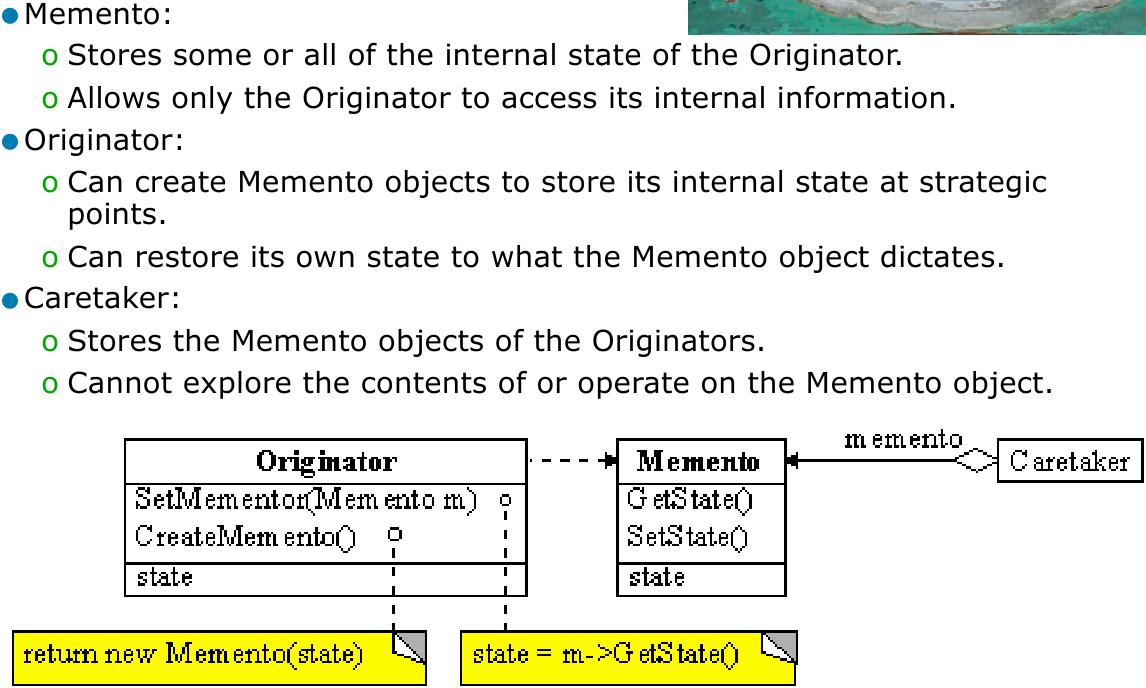 Memento:
o Stores some or all of the internal state of the Originator.
o Allows only the Originator to access its internal information.
Originator:
o Can create Memento objects to store its internal state at strategic
points.
o Can restore its own state to what the Memento object dictates.
Caretaker:
o Stores the Memento objects of the Originators.
o Cannot explore the contents of or operate on the Memento object.
memento
Originator
Memento
Caretaker
SetMementor(Memento m)
GetState()
CreateMemento()
SetState()
state
state
return new Memento(state)
state = m->GetState()